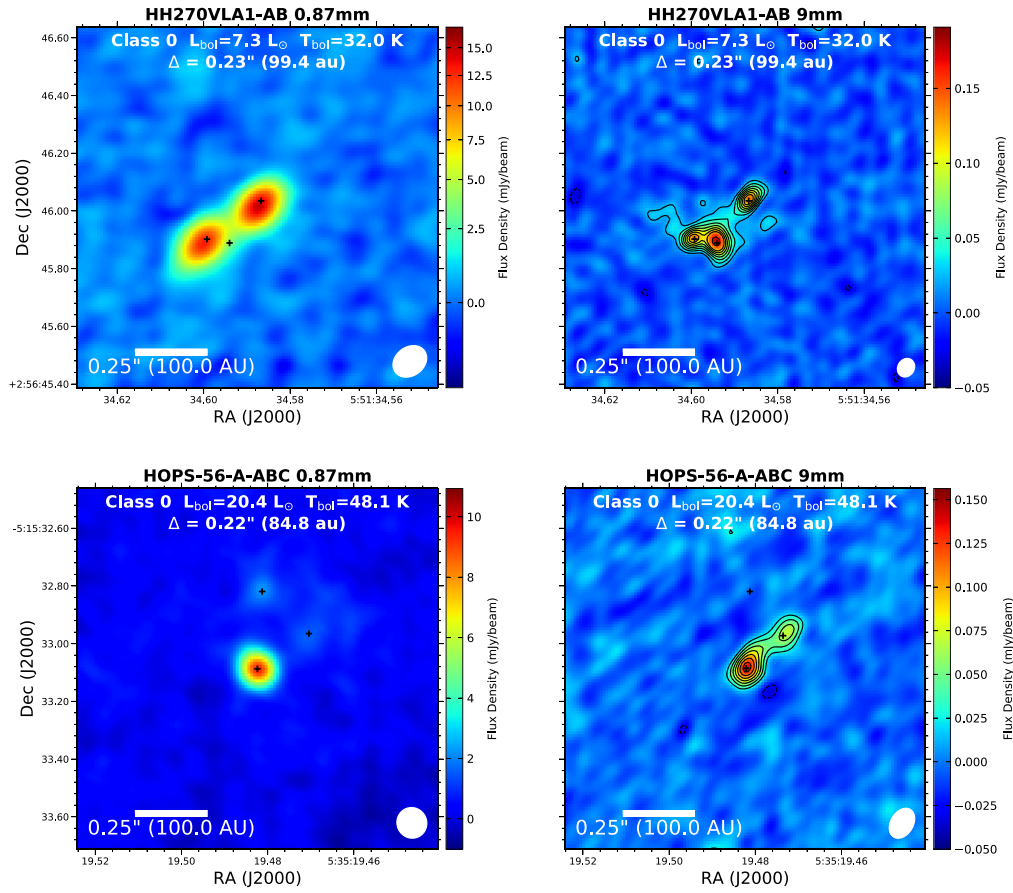 HH270VLA1-AB 0.87mm
Class 0 L_bol=7.3 L⊙ T_bol=32.0 K
Δ = 0.23" (99.4 au)
46.60
46.40
46.20
46.00
45.80
45.60
+2:56:45.40
Dec (J2000)
0.25" (100.0 AU)
34.62
34.60
34.58
5:51:34.56
RA (J2000)
15.0
12.5
10.0
7.5
5.0
2.5
0.0
Flux Density (mJy/beam)
HH270VLA1-AB 9mm
Class 0 L_bol=7.3 L⊙ T_bol=32.0 K
Δ = 0.23" (99.4 au)
0.25" (100.0 AU)
34.62
34.60
34.58
5:51:34.56
RA (J2000)
0.15
0.10
0.05
0.00
−0.05
Flux Density (mJy/beam)
HOPS-56-A-ABC 0.87mm
Class 0 L_bol=20.4 L⊙ T_bol=48.1 K
Δ = 0.22" (84.8 au)
-5:15:32.60
32.80
33.00
33.20
33.40
33.60
Dec (J2000)
0.25" (100.0 AU)
19.52
19.50
19.48
5:35:19.46
RA (J2000)
10
8
6
4
2
0
Flux Density (mJy/beam)
HOPS-56-A-ABC 9mm
Class 0 L_bol=20.4 L⊙ T_bol=48.1 K
Δ = 0.22" (84.8 au)
0.25" (100.0 AU)
19.52
19.50
19.48
5:35:19.46
RA (J2000)
0.150
0.125
0.100
0.075
0.050
0.025
0.000
−0.025
−0.050
Flux Density (mJy/beam)